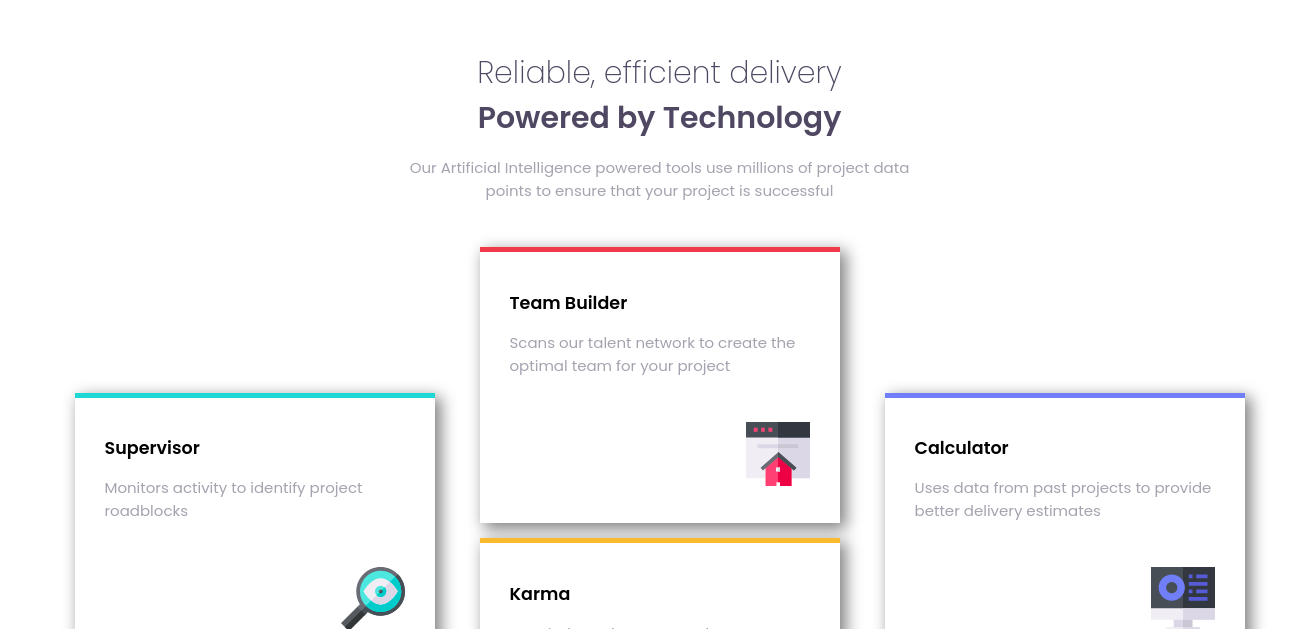 Reliable, efficient delivery
Powered by Technology
Our Artificial Intelligence powered tools use millions of project data
points to ensure that your project is successful
Team Builder
Scans our talent network to create the
optimal team for your project
Supervisor
Monitors activity to identify project
roadblocks
Calculator
Uses data from past projects to provide
better delivery estimates
Karma